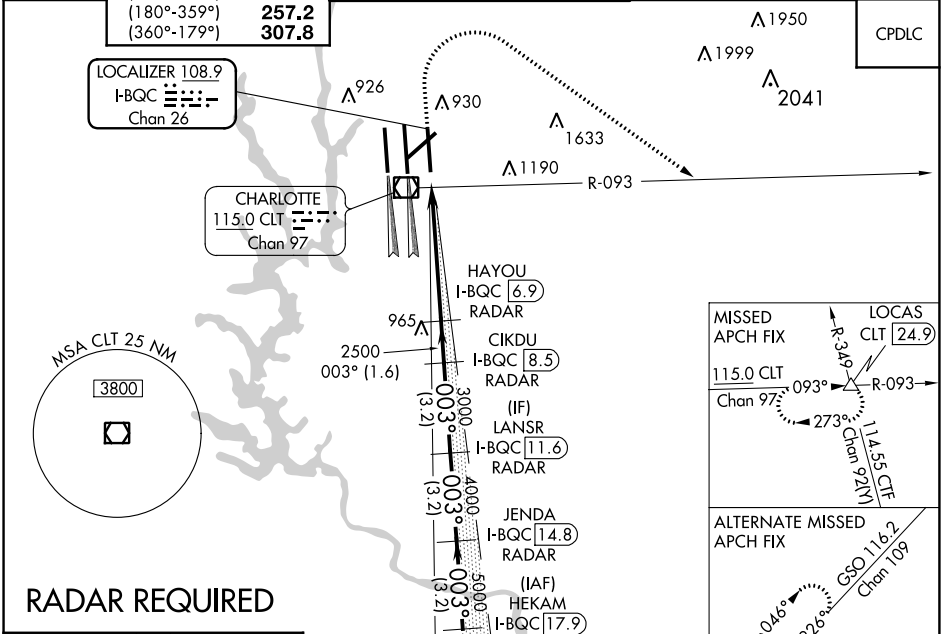 (180°-359°) 257.2
(360°-179°) 307.8
CPDLC
LOCALIZER 108.9
I-BQC
Chan 26
926
930
1633
1190
1950
1999
2041
R-093
CHARLOTTE
115.0 CLT
Chan 97
HAYOU
I-BQC 6.9
RADAR
965
2500
003° (1.6)
CIKDU
I-BQC 8.5
RADAR
3000
003°
(3.2)
(IF)
LANSR
I-BQC 11.6
RADAR
4000
003°
(3.2)
JENDA
I-BQC 14.8
RADAR
5000
003°
(3.2)
(IAF)
HEKAM
I-BQC 17.9
MSA CLT 25 NM
3800
RADAR REQUIRED
MISSED
APCH FIX
LOCAS
CLT 24.9
R-349
115.0 CLT
Chan 97
093°
R-093
273°
114.55 CTF
Chan 92(Y)
ALTERNATE MISSED
APCH FIX
GSO 116.2
Chan 109
046°
226°